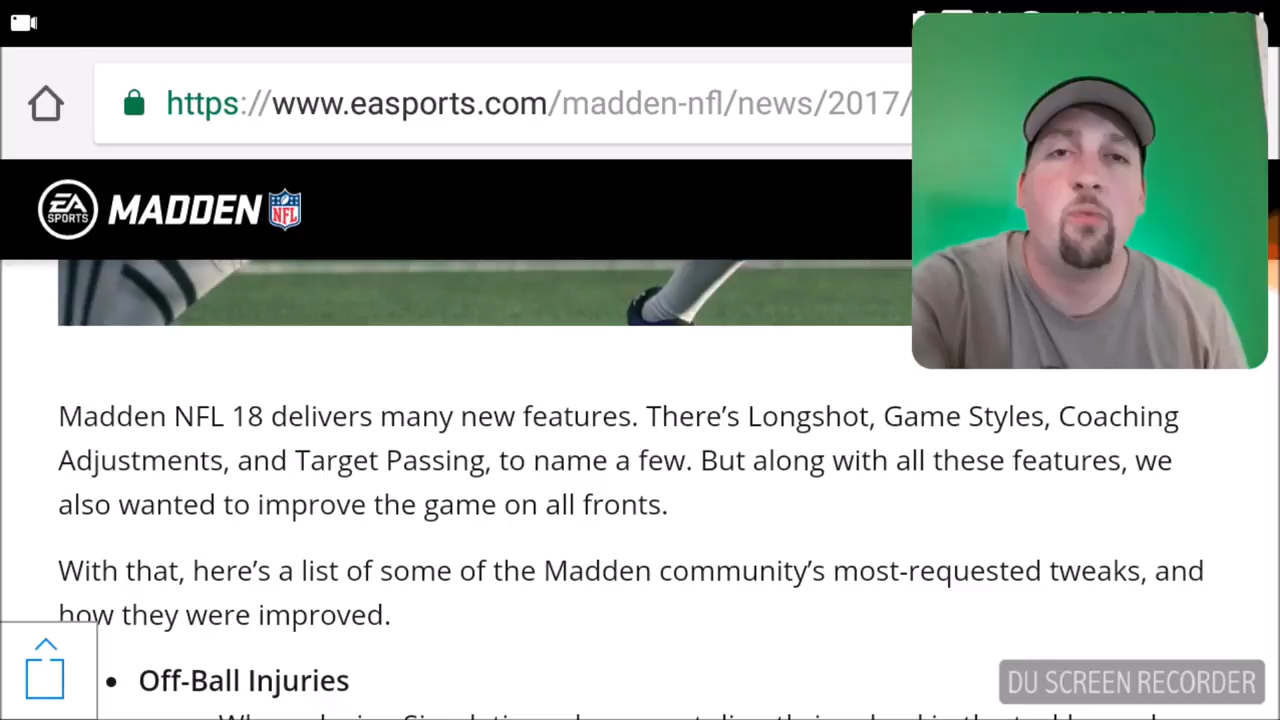 https://www.easports.com/madden-nfl/news/2017/
EA SPORTS MADDEN NFL
Madden NFL 18 delivers many new features. There’s Longshot, Game Styles, Coaching
Adjustments, and Target Passing, to name a few. But along with all these features, we
also wanted to improve the game on all fronts.
With that, here’s a list of some of the Madden community’s most-requested tweaks, and
how they were improved.
• Off-Ball Injuries
DU SCREEN RECORDER